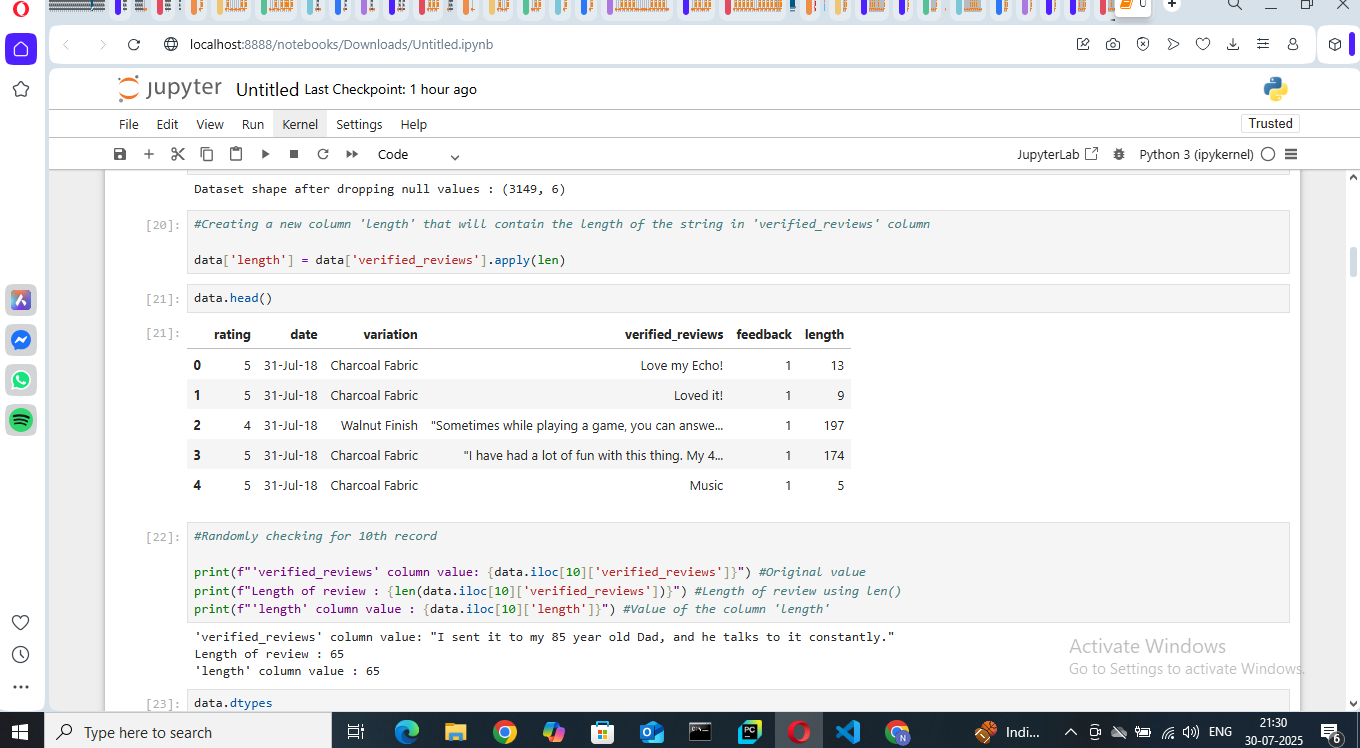 localhost:8888/notebooks/Downloads/Untitled.ipynb
jupyter Untitled Last Checkpoint: 1 hour ago
File Edit View Run Kernel Settings Help
Trusted
Code
JupyterLab
Python 3 (ipykernel)
Dataset shape after dropping null values : (3149, 6)
[20]: #Creating a new column 'length' that will contain the length of the string in 'verified_reviews' column
data['length'] = data['verified_reviews'].apply(len)
[21]: data.head()
[21]: rating date variation verified_reviews feedback length
0 5 31-Jul-18 Charcoal Fabric Love my Echo! 1 13
1 5 31-Jul-18 Charcoal Fabric Loved it! 1 9
2 4 31-Jul-18 Walnut Finish "Sometimes while playing a game, you can answe... 1 197
3 5 31-Jul-18 Charcoal Fabric "I have had a lot of fun with this thing. My 4... 1 174
4 5 31-Jul-18 Charcoal Fabric Music 1 5
[22]: #Randomly checking for 10th record
print(f"'verified_reviews' column value: {data.iloc[10]['verified_reviews']}") #Original value
print(f"Length of review : {len(data.iloc[10]['verified_reviews'])}") #Length of review using len()
print(f"'length' column value : {data.iloc[10]['length']}") #Value of the column 'length'
'verified_reviews' column value: "I sent it to my 85 year old Dad, and he talks to it constantly."
Length of review : 65
'length' column value : 65
Activate Windows
Go to Settings to activate Windows.
[23]: data.dtypes
Type here to search
PC
N
Indi...
ENG
21:30
30-07-2025
6